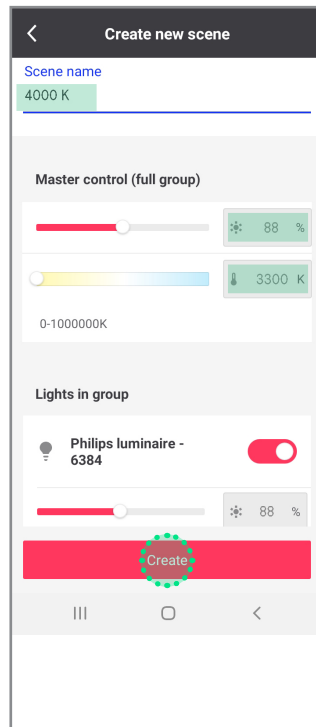 Create new scene
Scene name
4000 K
Master control (full group)
88 %
3300 K
0-1000000K
Lights in group
Philips luminaire -
6384
88 %
Create